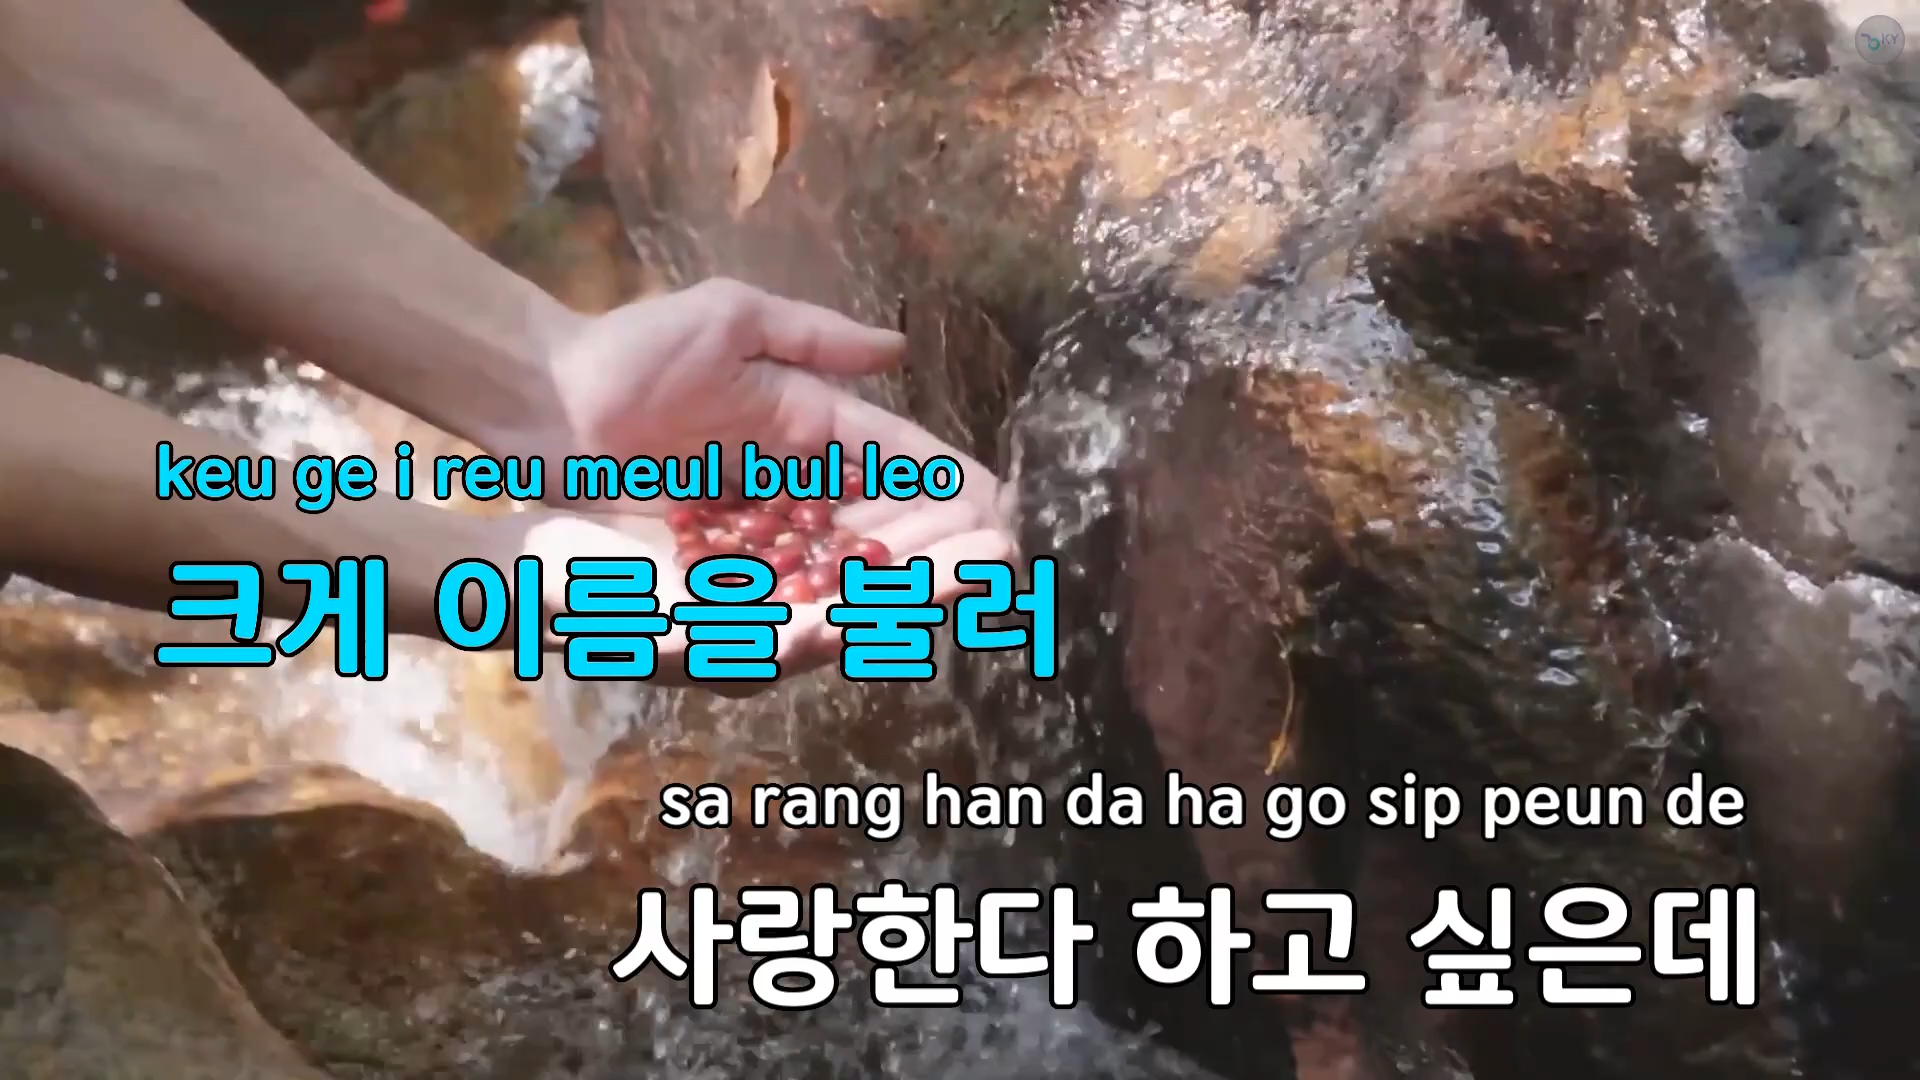 KY
keu ge i reu meul bul leo
크게 이름을 불러
sa rang han da ha go sip peun de
사랑한다 하고 싶은데